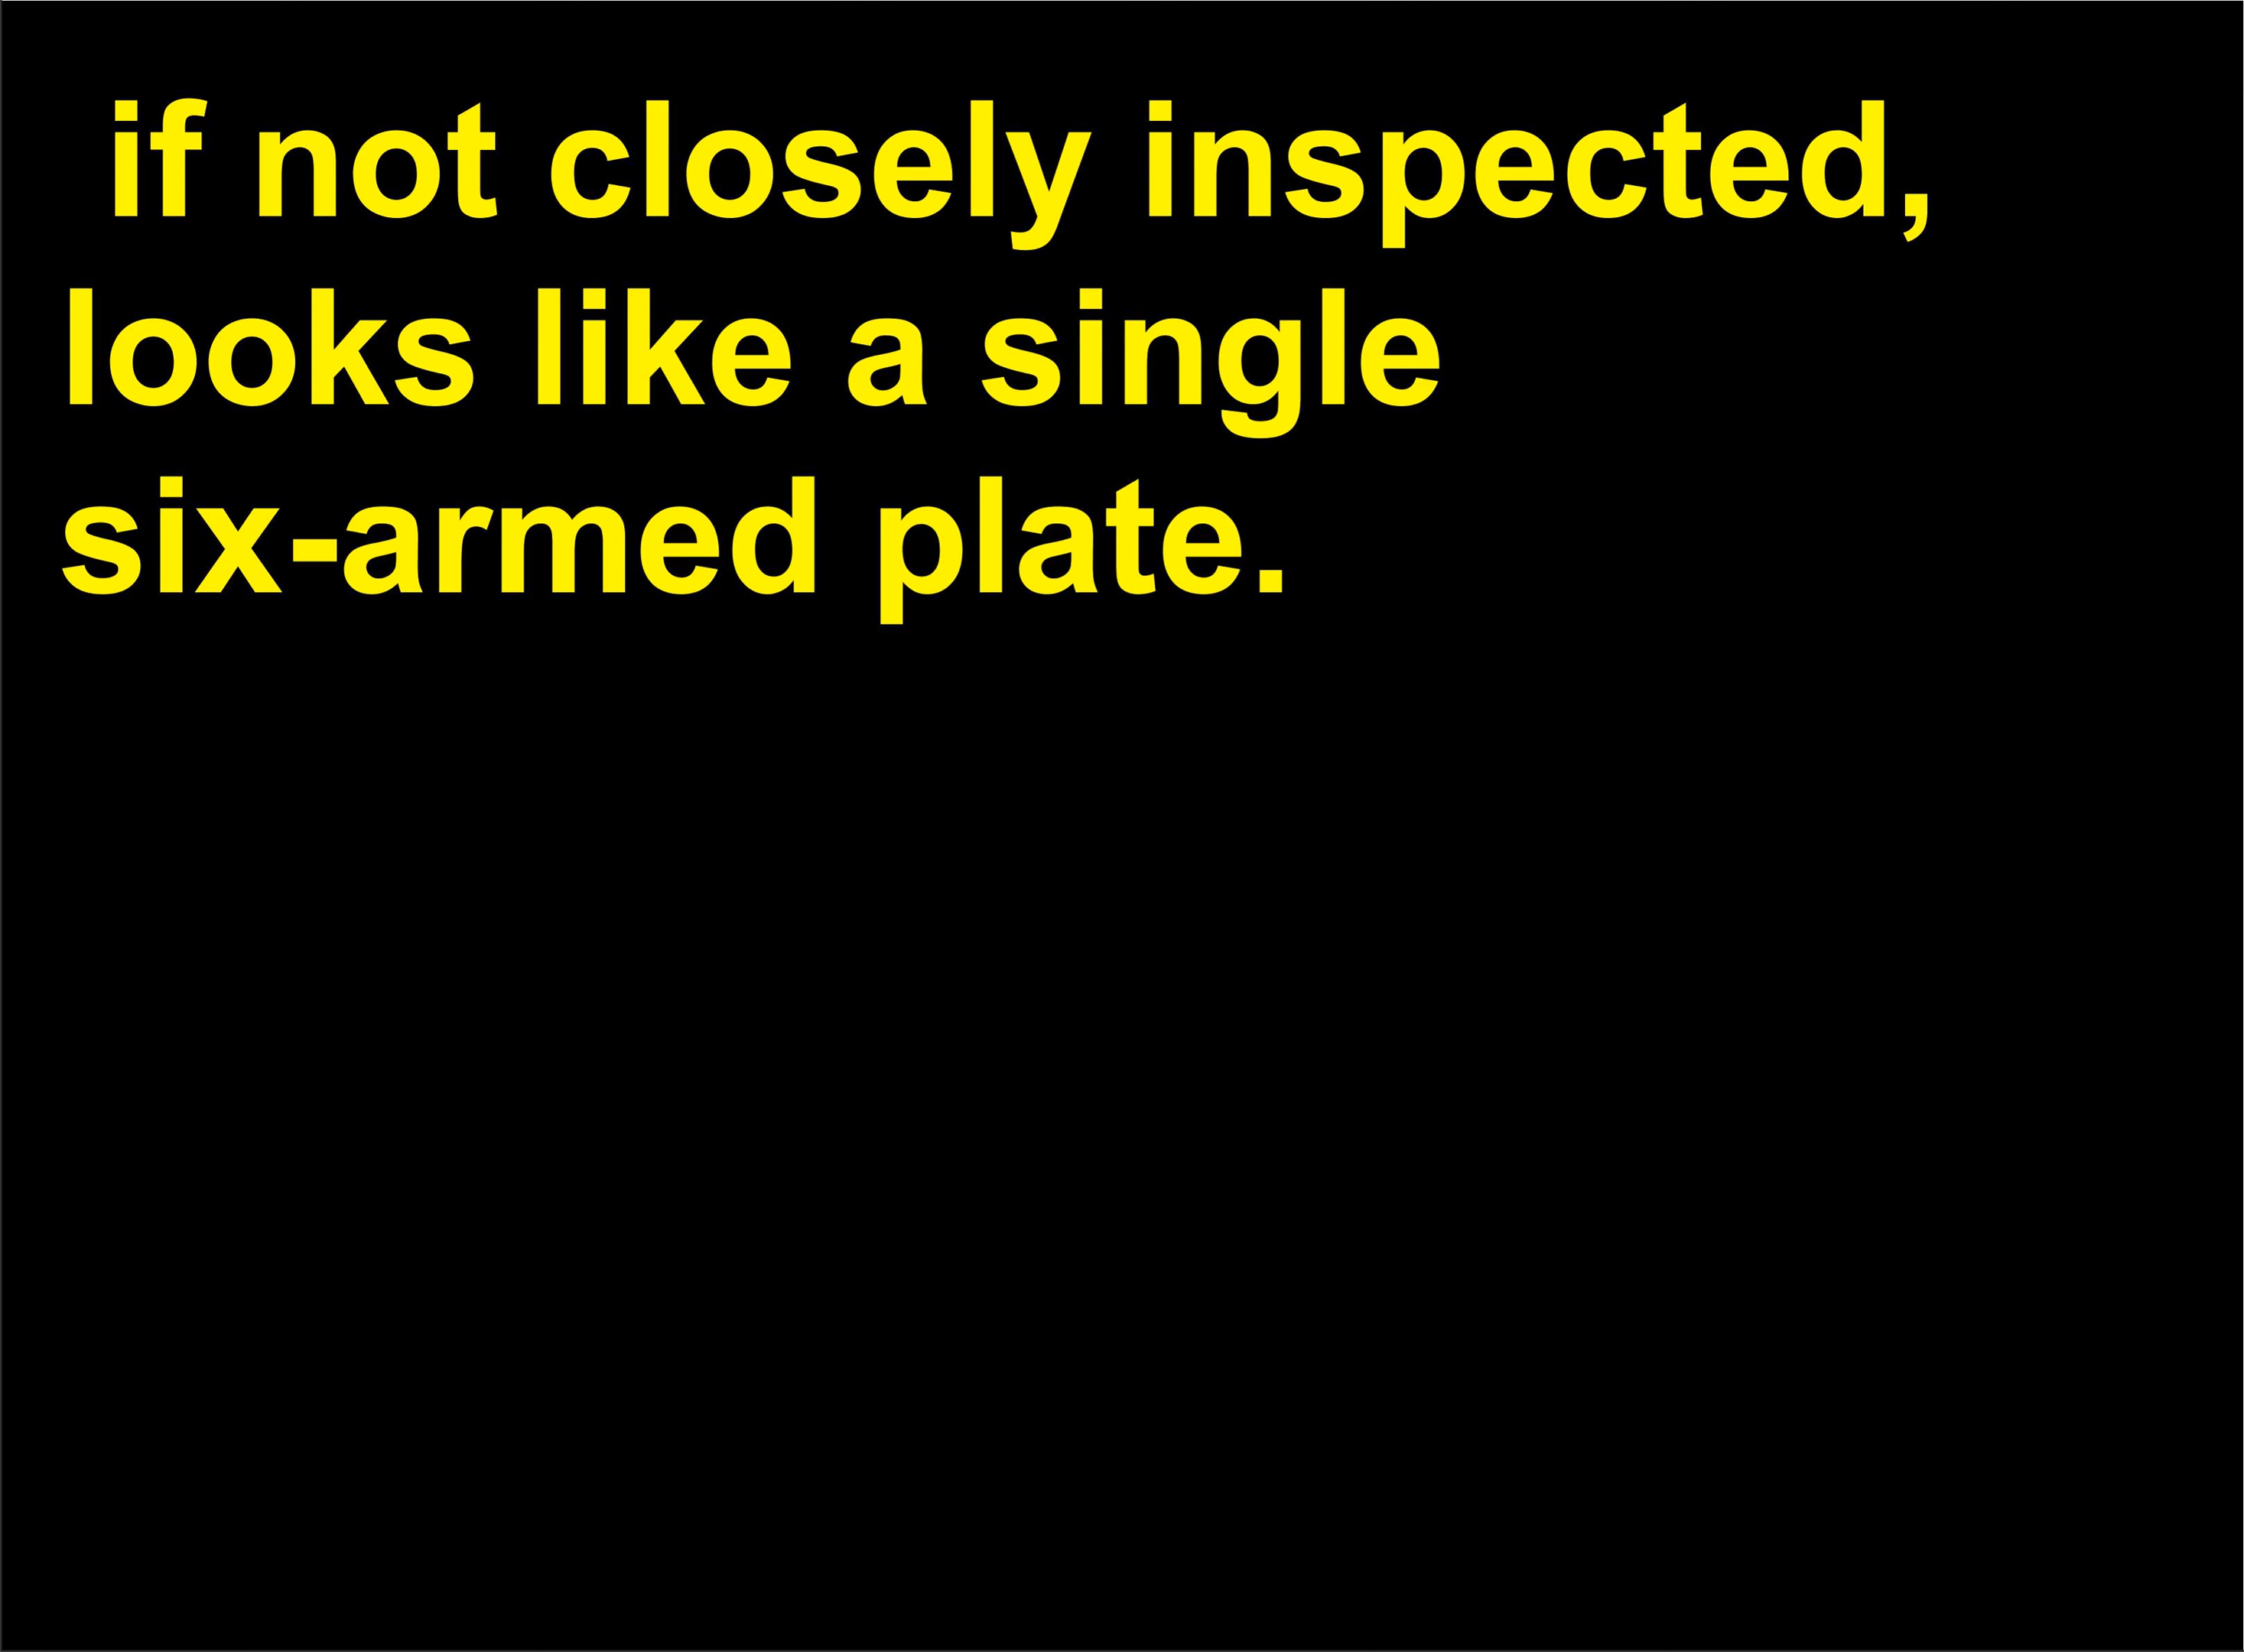 if not closely inspected,
looks like a single
six-armed plate.